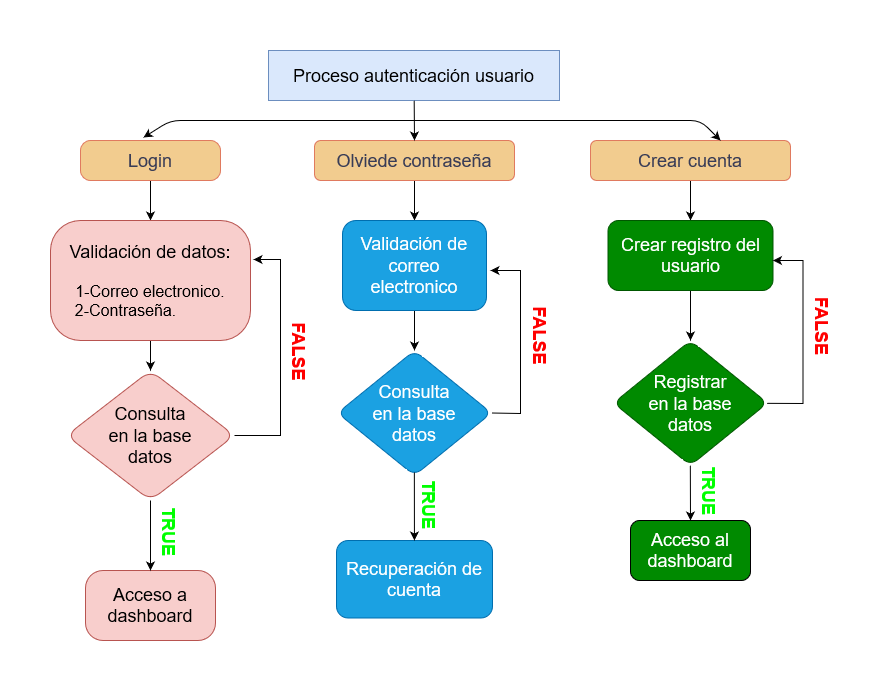 Proceso autenticación usuario
Login
Olviede contraseña
Crear cuenta
Validación de datos:
1-Correo electronico.
2-Contraseña.
FALSE
Consulta
en la base
datos
TRUE
Acceso a
dashboard
Validación de
correo
electronico
FALSE
Consulta
en la base
datos
TRUE
Recuperación de
cuenta
Crear registro del
usuario
FALSE
Registrar
en la base
datos
TRUE
Acceso al
dashboard